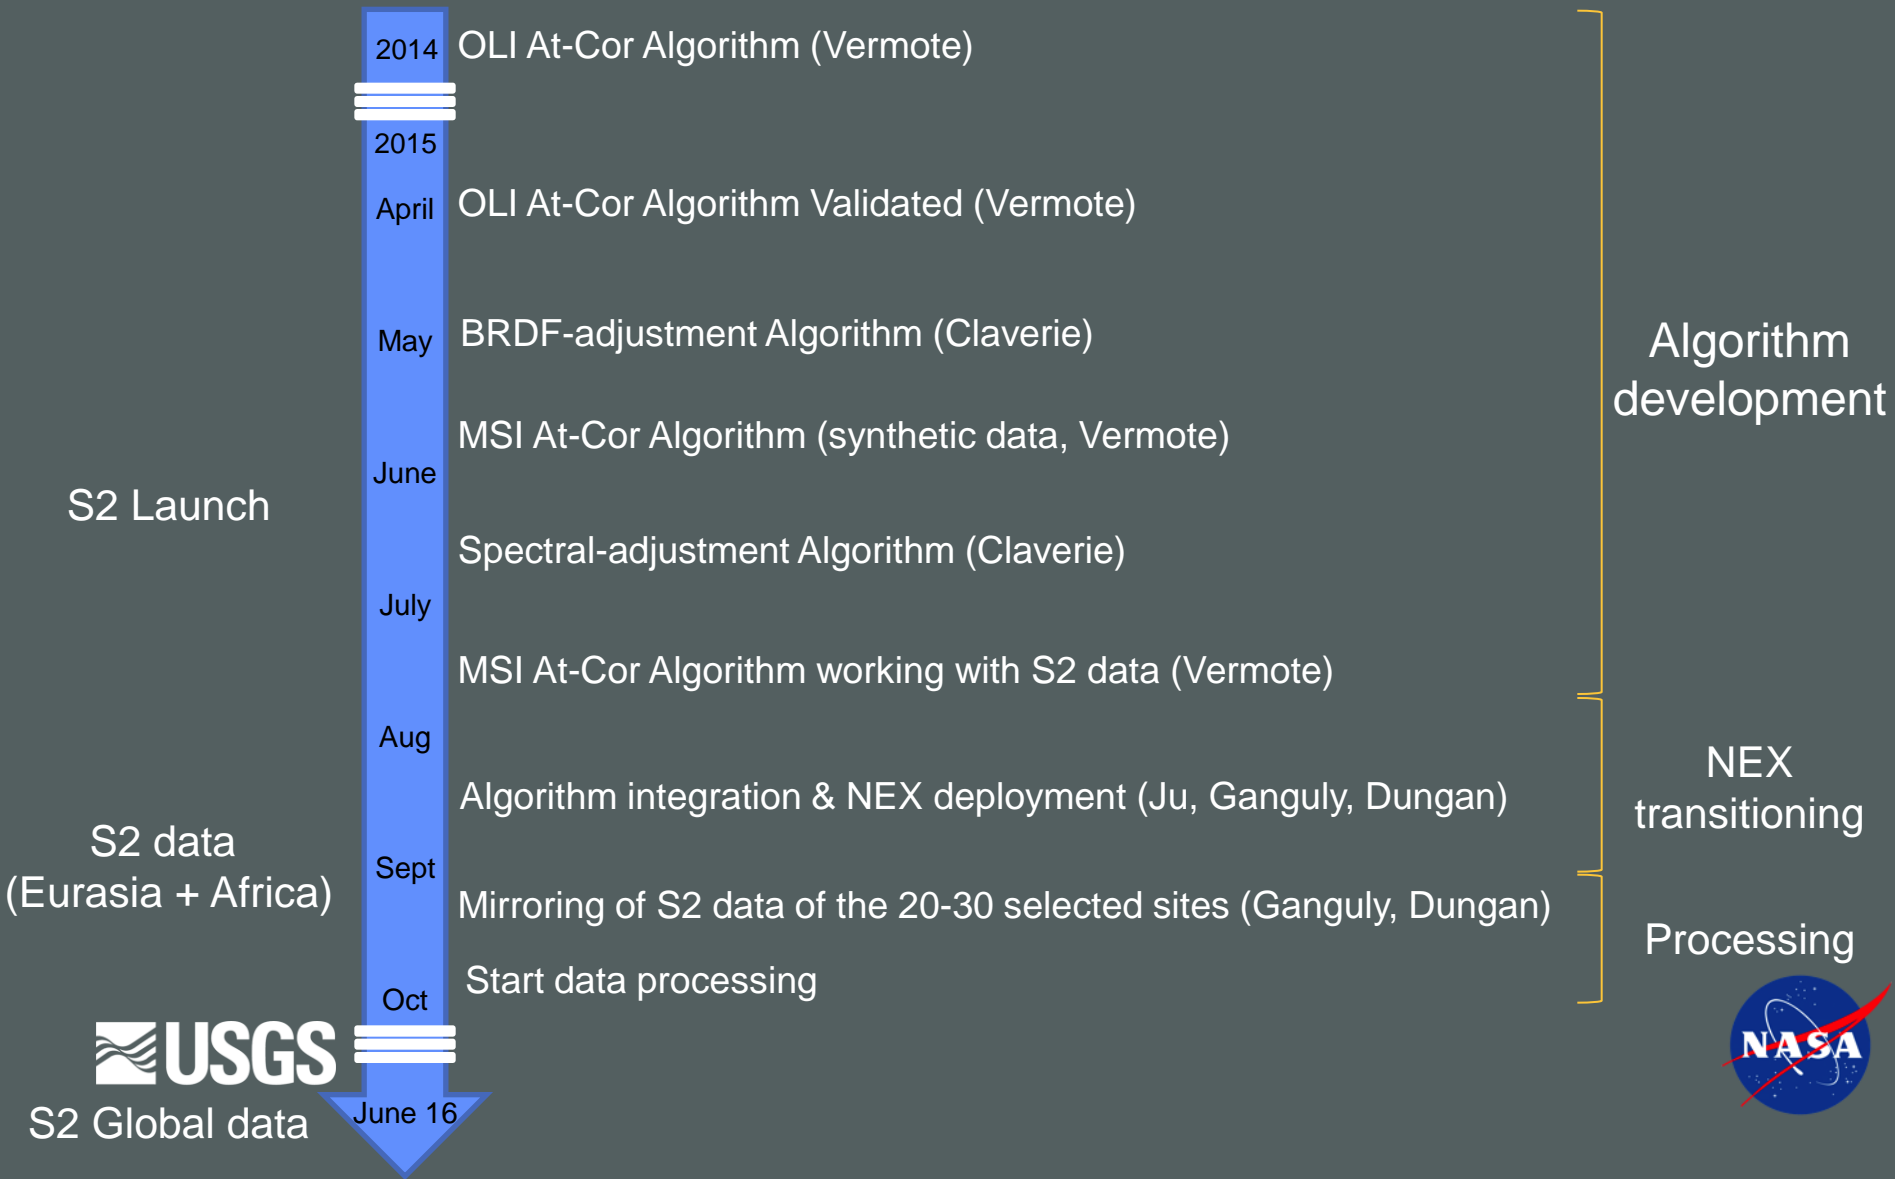 2014 OLI At-Cor Algorithm (Vermote)
2015
April OLI At-Cor Algorithm Validated (Vermote)
May BRDF-adjustment Algorithm (Claverie)
Algorithm
development
MSI At-Cor Algorithm (synthetic data, Vermote)
June
S2 Launch
Spectral-adjustment Algorithm (Claverie)
July
MSI At-Cor Algorithm working with S2 data (Vermote)
Aug
NEX
transitioning
Algorithm integration & NEX deployment (Ju, Ganguly, Dungan)
S2 data
(Eurasia + Africa)
Sept
Mirroring of S2 data of the 20-30 selected sites (Ganguly, Dungan)
Processing
Start data processing
Oct
USGS
NASA
S2 Global data
June 16